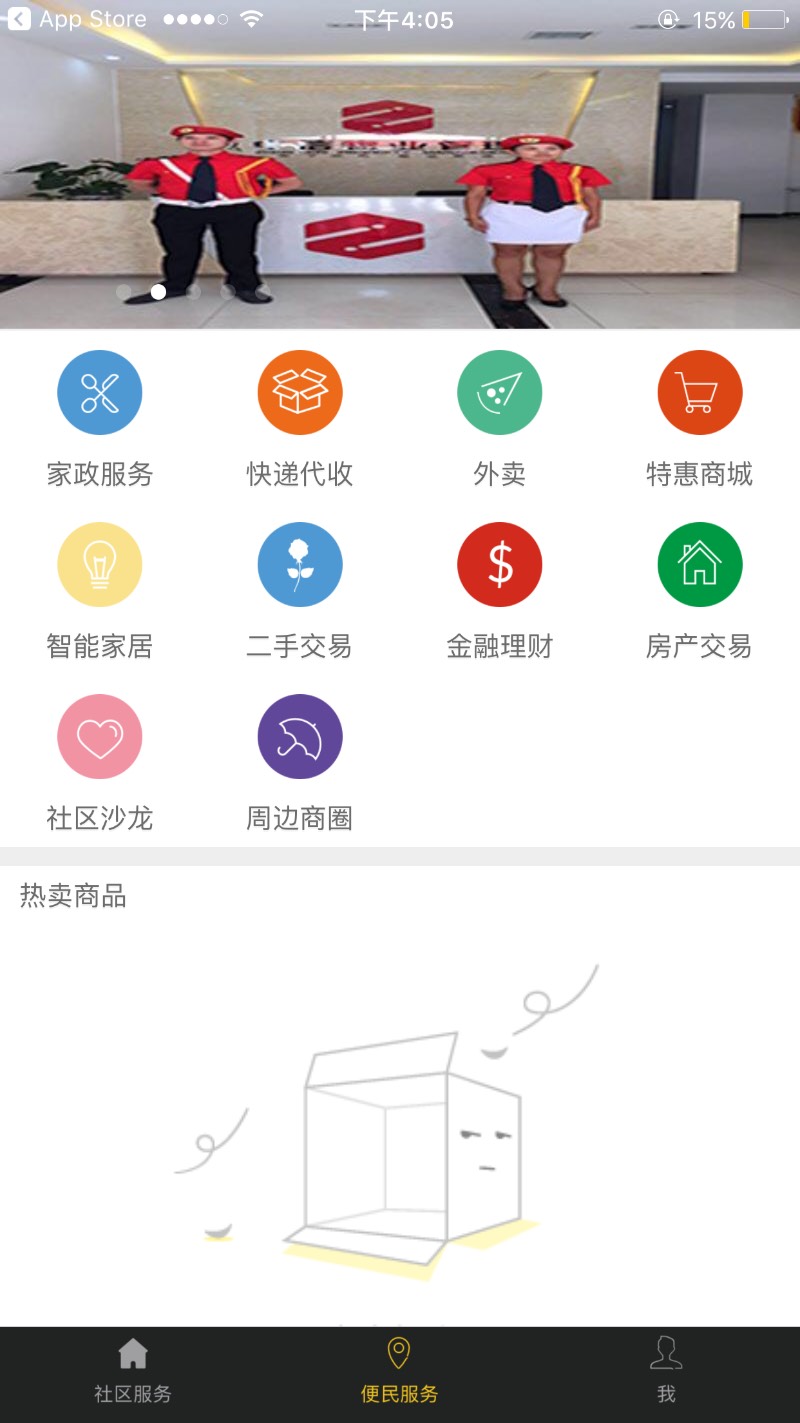 App Store 下午4:05 15%
家政服务 快递代收 外卖 特惠商城
智能家居 二手交易 金融理财 房产交易
社区沙龙 周边商圈
热卖商品
社区服务 便民服务 我